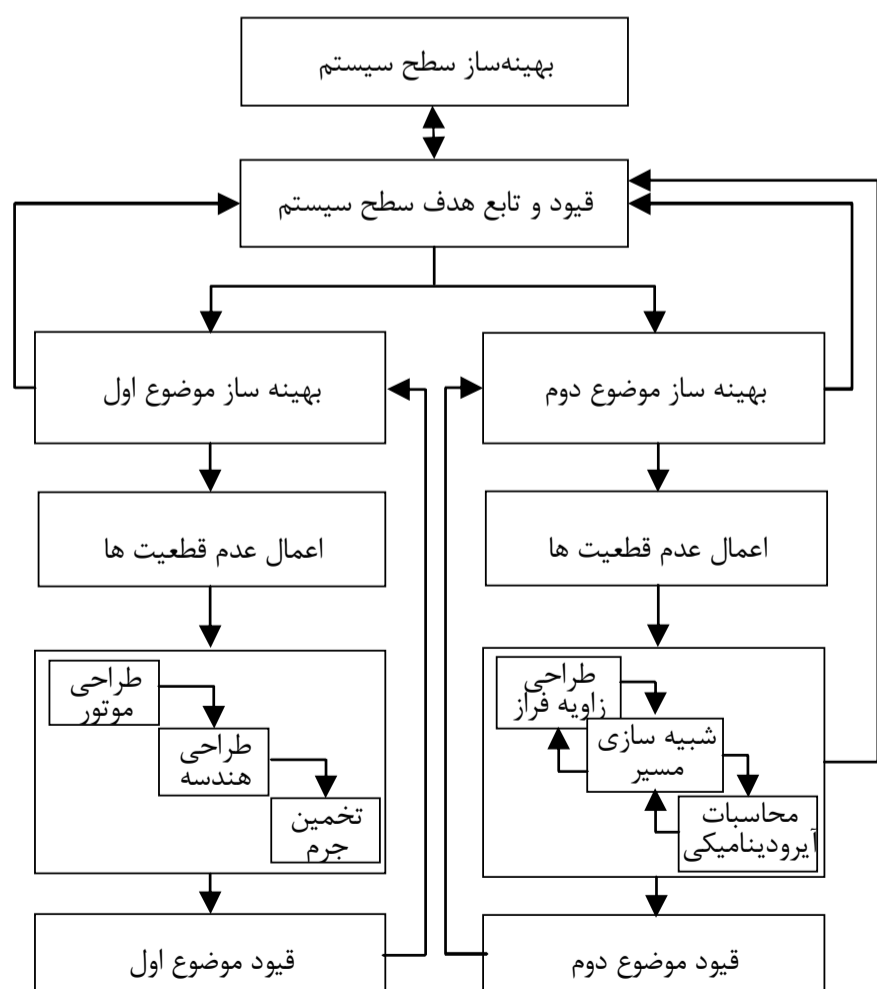 بهینه‌ساز سطح سیستم
قیود و تابع هدف سطح سیستم
بهینه ساز موضوع دوم
بهینه ساز موضوع اول
اعمال عدم قطعیت ها
اعمال عدم قطعیت ها
طراحی
زاویه فراز
شبیه سازی
مسیر
محاسبات
آیرودینامیکی
طراحی
موتور
طراحی
هندسه
تخمین
جرم
قیود موضوع دوم
قیود موضوع اول